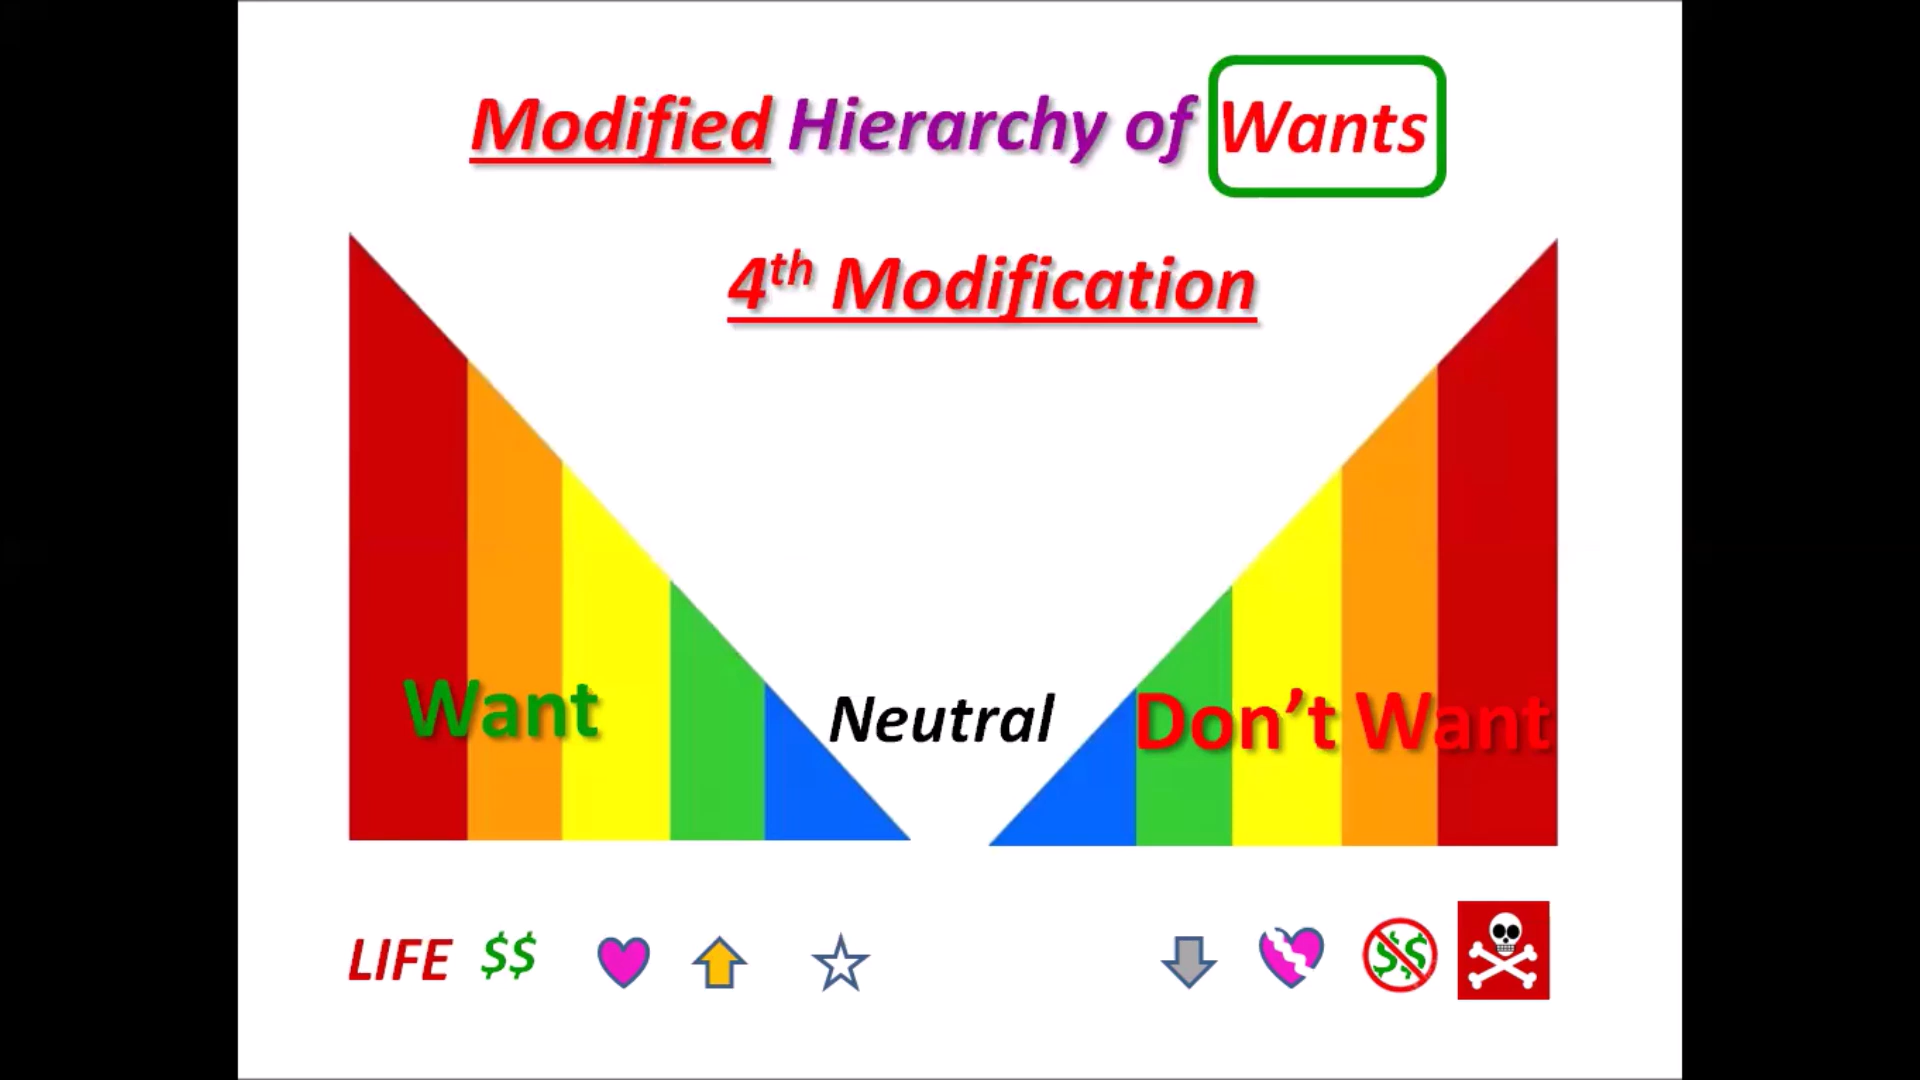 Modified Hierarchy of Wants
4th Modification
Want
Neutral
Don't Want
LIFE $$ $$